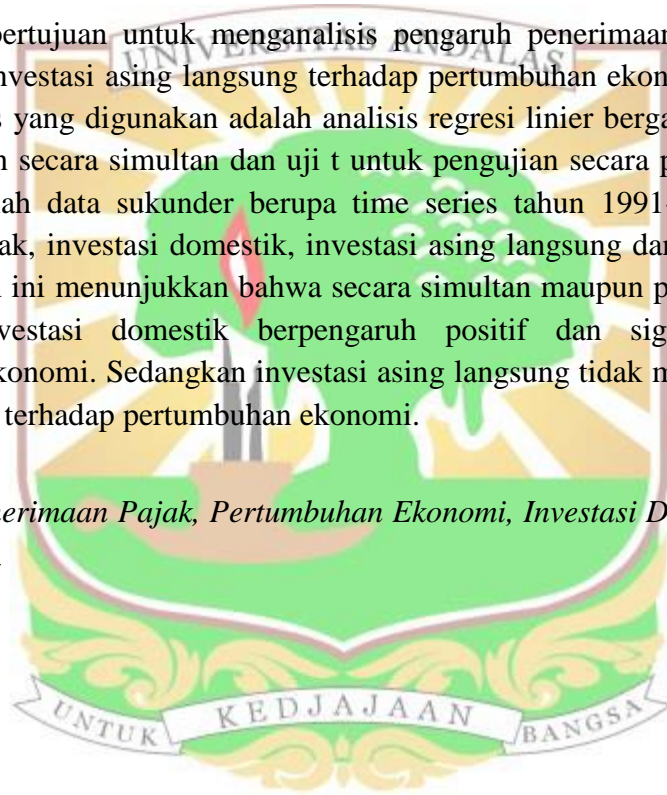 pertujuan untuk menganalisis pengaruh penerimaan
UNIVERSITAS ANDALAS
nvestasi asing langsung terhadap pertumbuhan ekon
s yang digunakan adalah analisis regresi linier berga
n secara simultan dan uji t untuk pengujian secara p
lah data sukunder berupa time series tahun 1991-
ak, investasi domestik, investasi asing langsung dar
n ini menunjukkan bahwa secara simultan maupun p
vestasi domestik berpengaruh positif dan sig
konomi. Sedangkan investasi asing langsung tidak m
terhadap pertumbuhan ekonomi.
nerimaan Pajak, Pertumbuhan Ekonomi, Investasi D
UNTUK KEDJAJAAN BANGSA